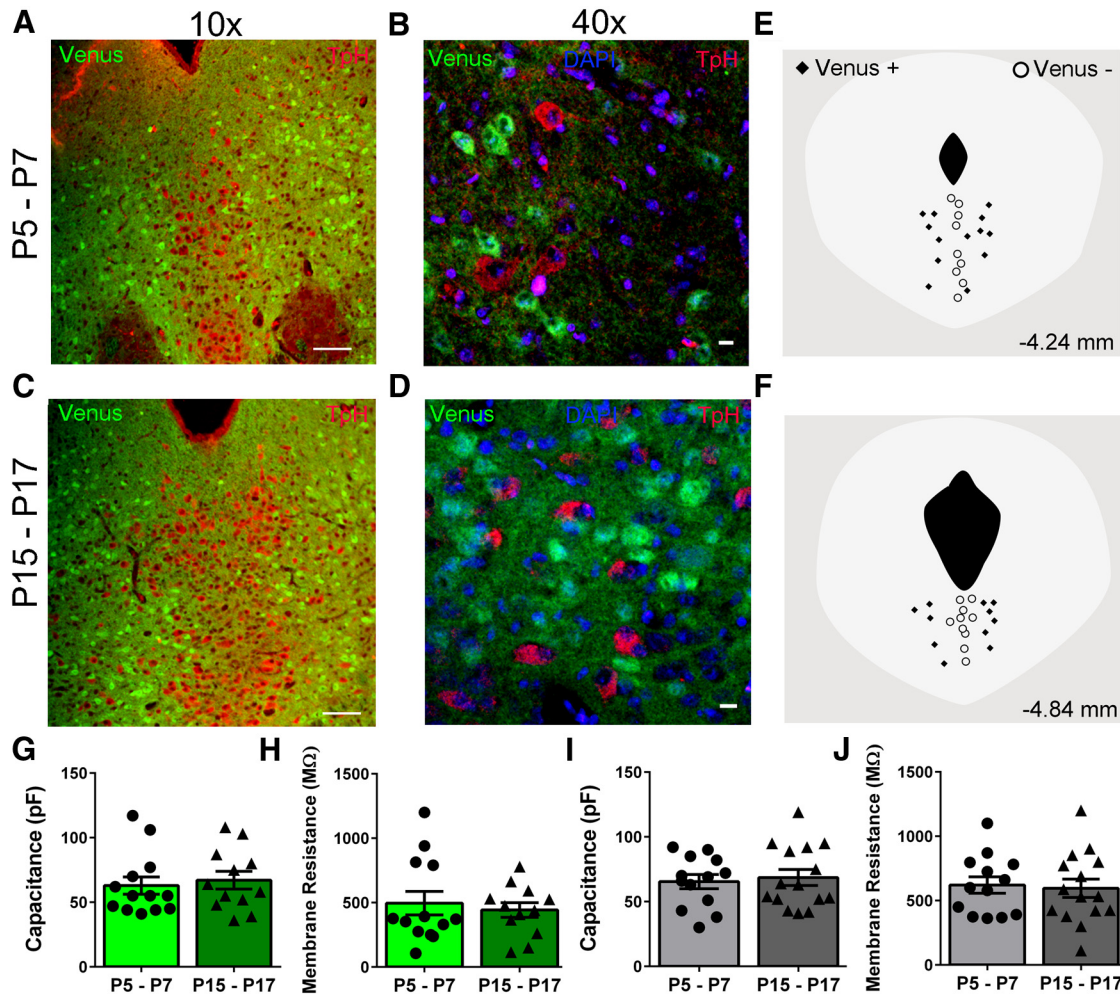 10x
40x
A
B
E
Venus
TpH
Venus
DAPI
TpH
Venus +
Venus -
P5 - P7
-4.24 mm
C
D
F
Venus
TpH
Venus
DAPI
TpH
P15 - P17
-4.84 mm
G
H
I
J
Capacitance (pF)
150
100
50
0
P5 - P7
P15 - P17
Membrane Resistance (MΩ)
1500
1000
500
0
P5 - P7
P15 - P17
Capacitance (pF)
150
100
50
0
P5 - P7
P15 - P17
Membrane Resistance (MΩ)
1500
1000
500
0
P5 - P7
P15 - P17